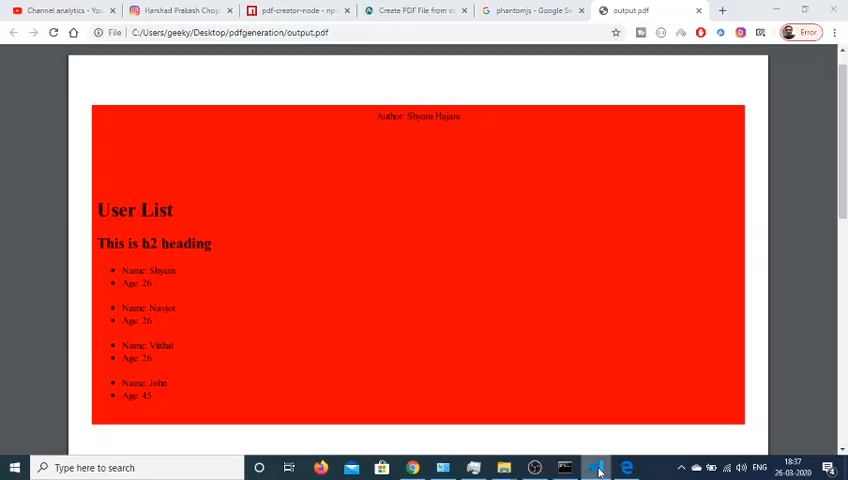 Channel analytics - You
Harshad Prakash Chop
pdf-creator-node - npm
Create PDF File from st
phantomjs - Google Se
output.pdf
File
C:/Users/geeky/Desktop/pdfgeneration/output.pdf
Error
Author: Shyam Hajare
User List
This is h2 heading
Name: Shyam
Age: 26
Name: Navjot
Age: 26
Name: Vitthal
Age: 26
Name: John
Age: 45
Type here to search
ENG
18:37
26-03-2020
4